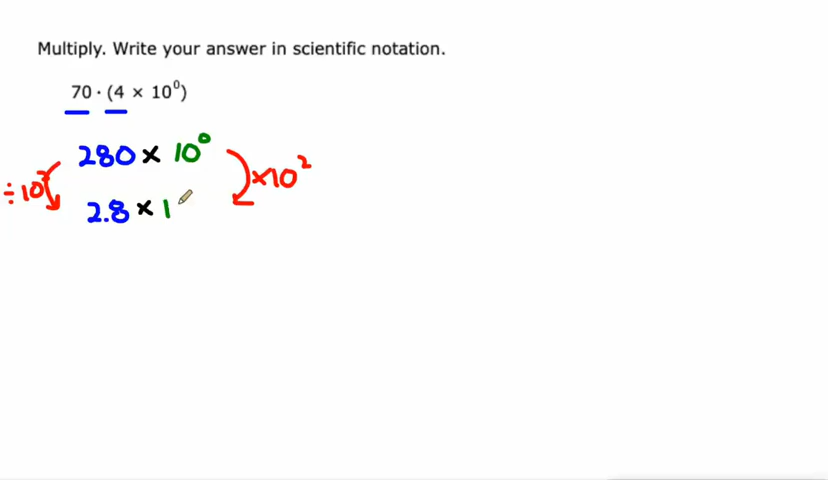 Multiply. Write your answer in scientific notation.
70 · (4 × 10⁰)
280 × 10⁰
÷10² ×10²
2.8 × 1